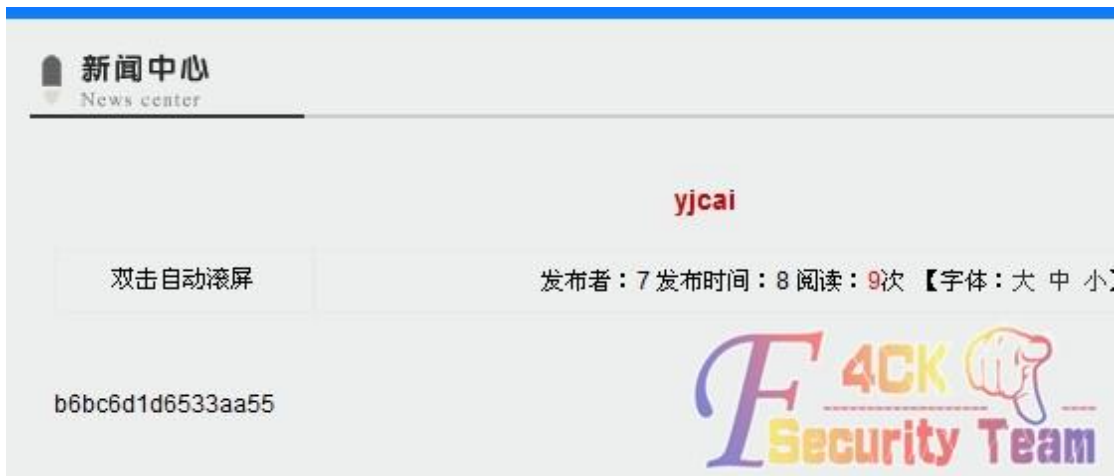 新闻中心
News center
yjcai
双击自动滚屏
发布者：7 发布时间：8 阅读：9次 【字体：大 中 小】
b6bc6d1d6533aa55
F4CK
Security Team